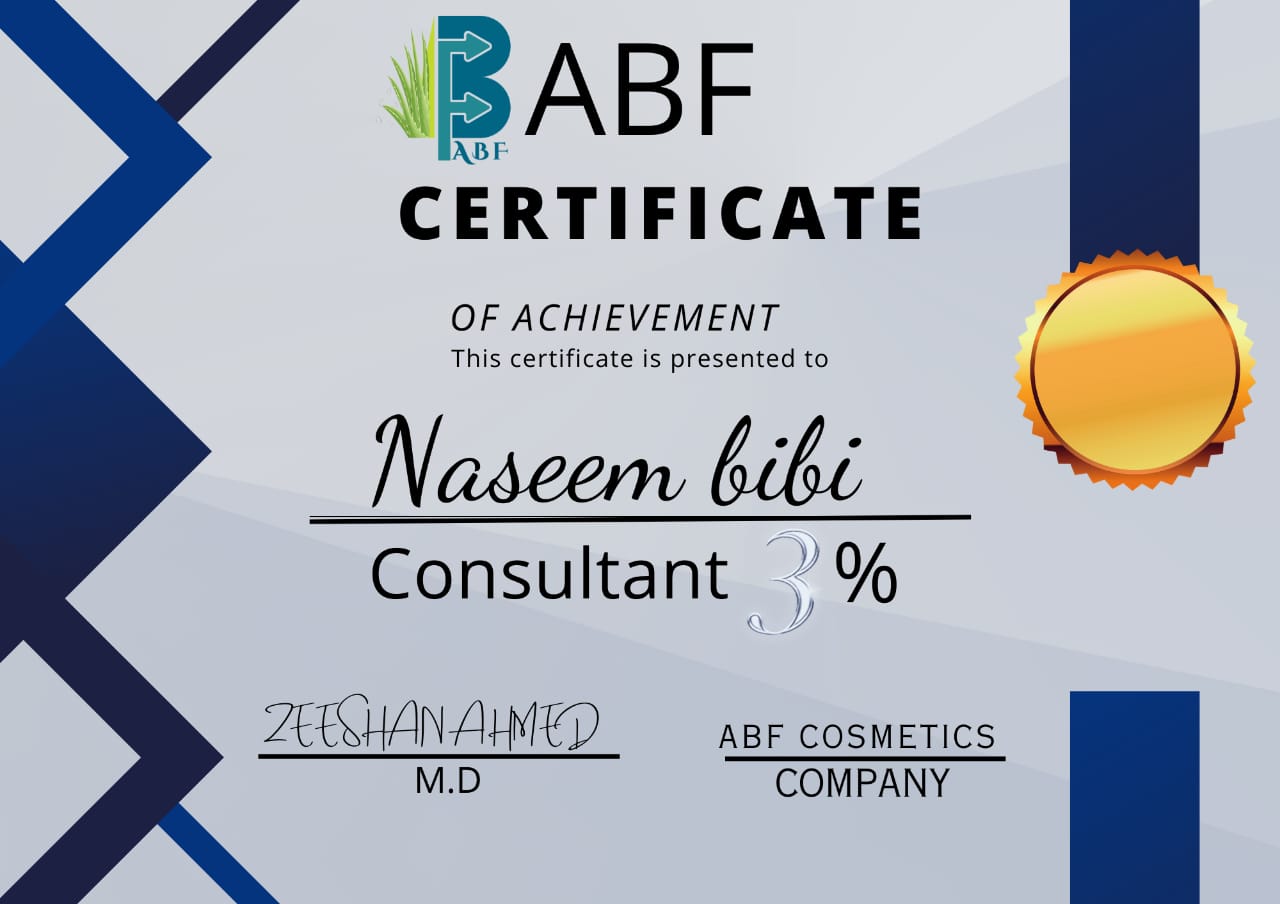 ABF
ABF
CERTIFICATE
OF ACHIEVEMENT
This certificate is presented to
Naseem bibi
Consultant 3 %
ZEESHAN AHMED
M.D
ABF COSMETICS
COMPANY